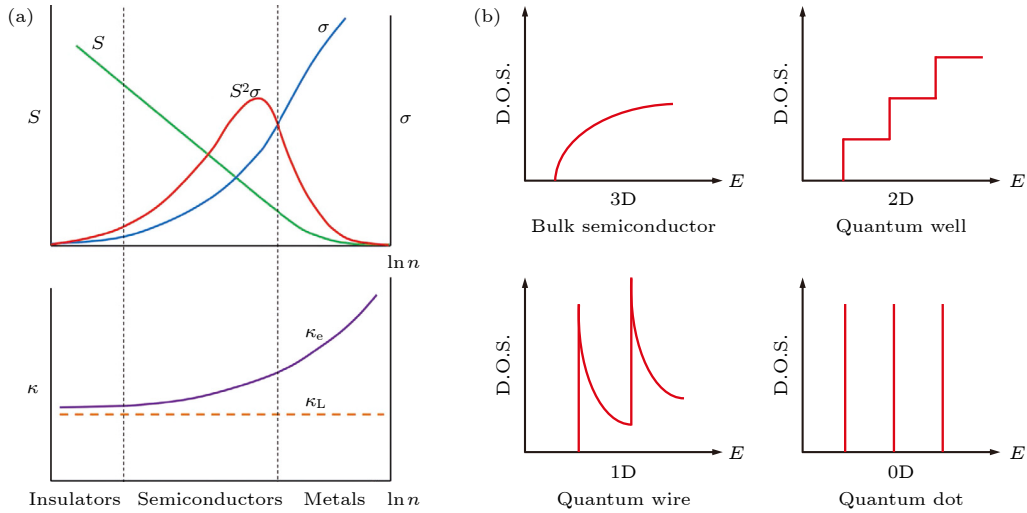 (a)
S
σ
S²σ
S
σ
ln n
κₑ
κ
κ_L
Insulators Semiconductors Metals ln n
(b)
D.O.S.
E
3D
Bulk semiconductor
D.O.S.
E
2D
Quantum well
D.O.S.
E
1D
Quantum wire
D.O.S.
E
0D
Quantum dot